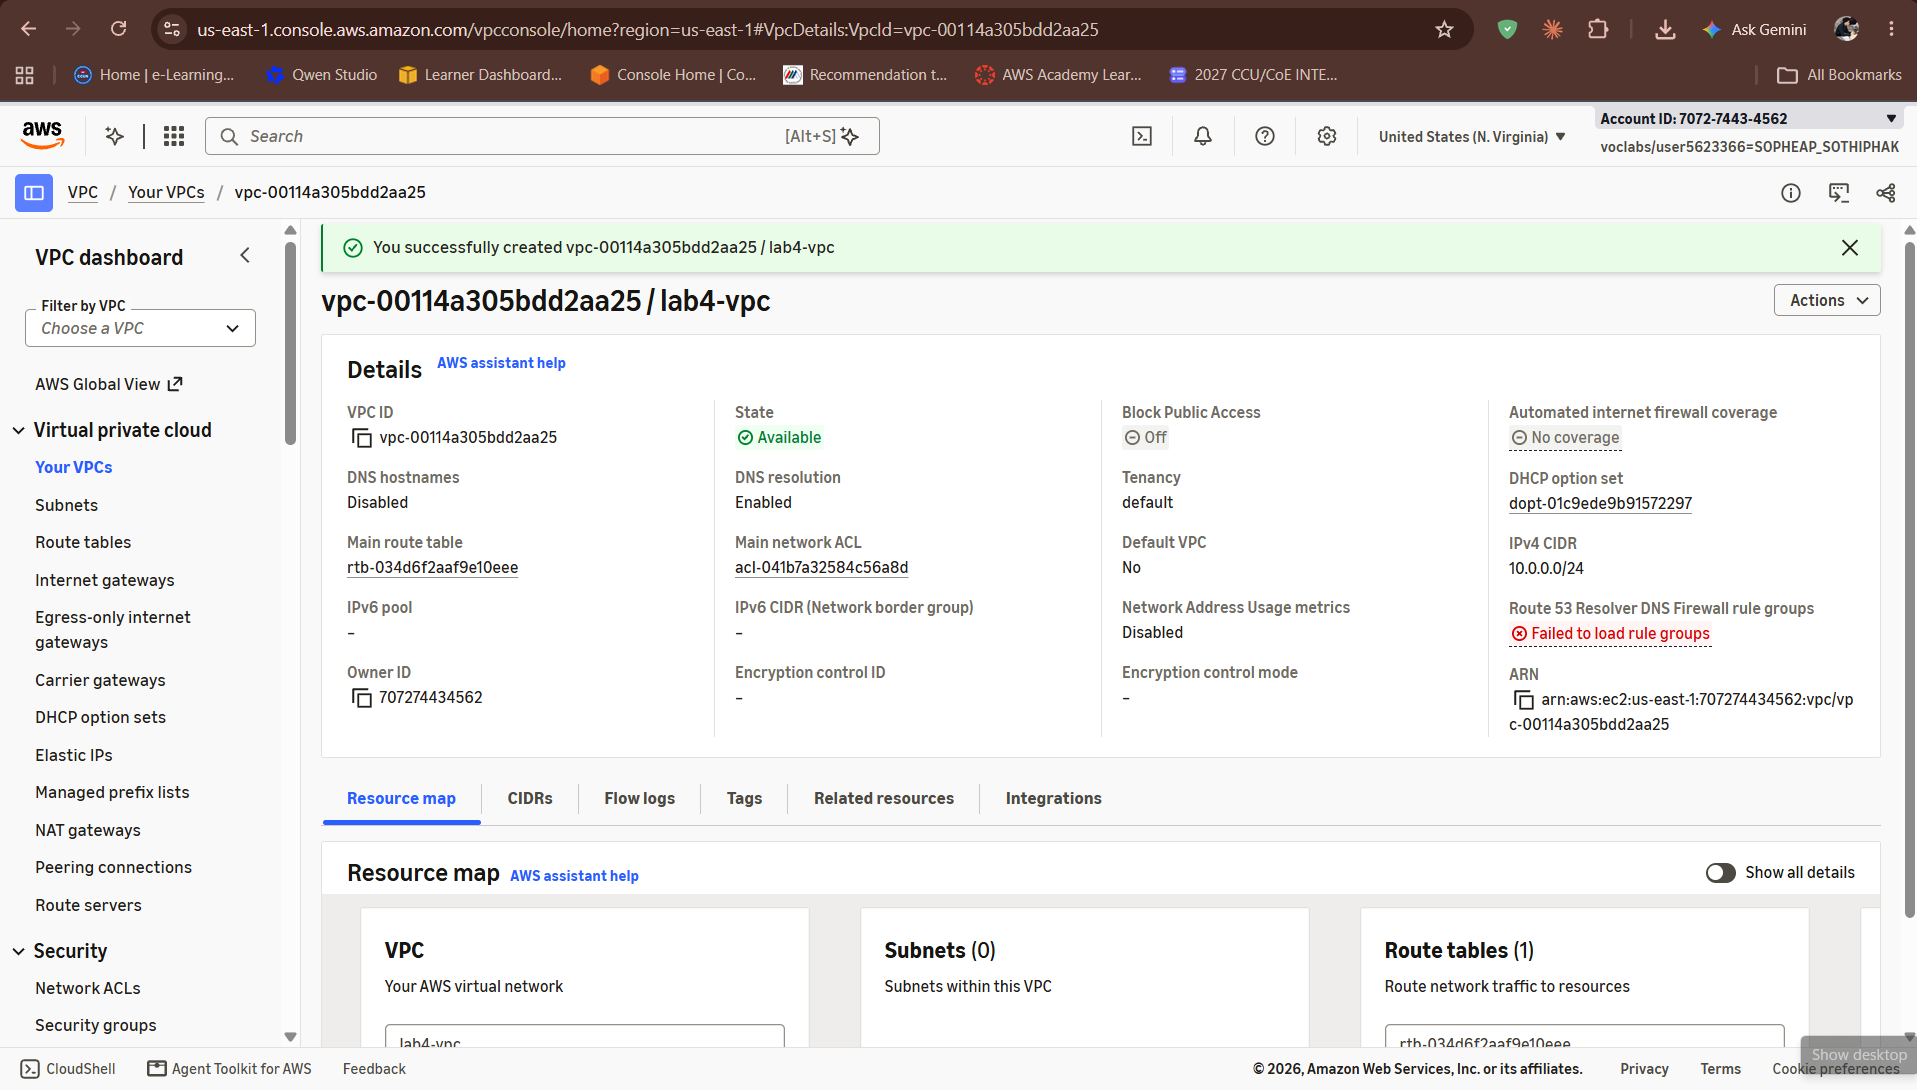 us-east-1.console.aws.amazon.com/vpcconsole/home?region=us-east-1#VpcDetails:VpcId=vpc-00114a305bdd2aa25
Ask Gemini
Home | e-Learning...
Qwen Studio
Learner Dashboard...
Console Home | Co...
Recommendation t...
AWS Academy Lear...
2027 CCU/CoE INTE...
All Bookmarks
aws
Search
[Alt+S]
United States (N. Virginia)
Account ID: 7072-7443-4562
voclabs/user5623366=SOPHEAP_SOTHIPHAK
VPC / Your VPCs / vpc-00114a305bdd2aa25
VPC dashboard
Filter by VPC
Choose a VPC
AWS Global View
Virtual private cloud
Your VPCs
Subnets
Route tables
Internet gateways
Egress-only internet
gateways
Carrier gateways
DHCP option sets
Elastic IPs
Managed prefix lists
NAT gateways
Peering connections
Route servers
Security
Network ACLs
Security groups
You successfully created vpc-00114a305bdd2aa25 / lab4-vpc
vpc-00114a305bdd2aa25 / lab4-vpc
Actions
Details
AWS assistant help
VPC ID
vpc-00114a305bdd2aa25
State
Available
Block Public Access
Off
Automated internet firewall coverage
No coverage
DNS hostnames
Disabled
DNS resolution
Enabled
Tenancy
default
DHCP option set
dopt-01c9ede9b91572297
Main route table
rtb-034d6f2aaf9e10eee
Main network ACL
acl-041b7a32584c56a8d
Default VPC
No
IPv4 CIDR
10.0.0.0/24
IPv6 pool
–
IPv6 CIDR (Network border group)
–
Network Address Usage metrics
Disabled
Route 53 Resolver DNS Firewall rule groups
Failed to load rule groups
Owner ID
707274434562
Encryption control ID
–
Encryption control mode
–
ARN
arn:aws:ec2:us-east-1:707274434562:vpc/vp
c-00114a305bdd2aa25
Resource map
CIDRs
Flow logs
Tags
Related resources
Integrations
Resource map
AWS assistant help
Show all details
VPC
Your AWS virtual network
lab4-vpc
Subnets (0)
Subnets within this VPC
Route tables (1)
Route network traffic to resources
rtb-034d6f2aaf9e10eee
Show desktop
CloudShell
Agent Toolkit for AWS
Feedback
© 2026, Amazon Web Services, Inc. or its affiliates.
Privacy
Terms
Cookie preferences